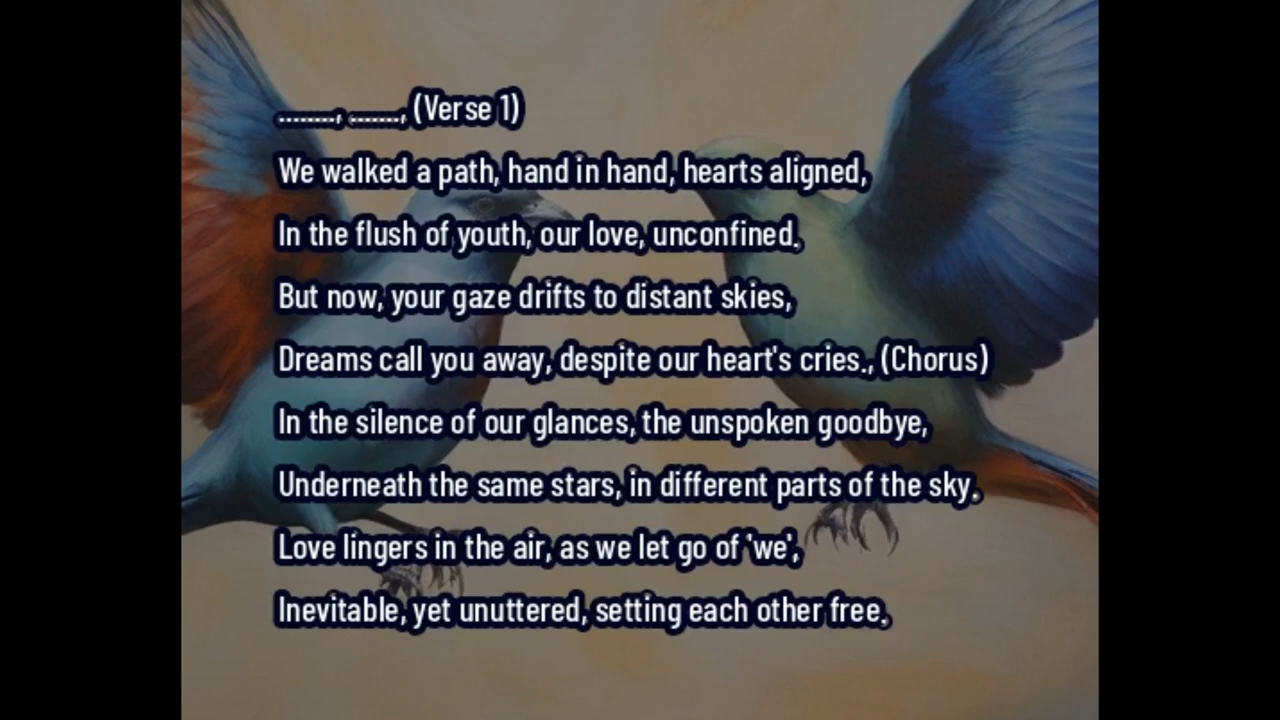 ........, ......., (Verse 1)
We walked a path, hand in hand, hearts aligned,
In the flush of youth, our love, unconfined.
But now, your gaze drifts to distant skies,
Dreams call you away, despite our heart's cries., (Chorus)
In the silence of our glances, the unspoken goodbye,
Underneath the same stars, in different parts of the sky.
Love lingers in the air, as we let go of 'we',
Inevitable, yet unuttered, setting each other free.